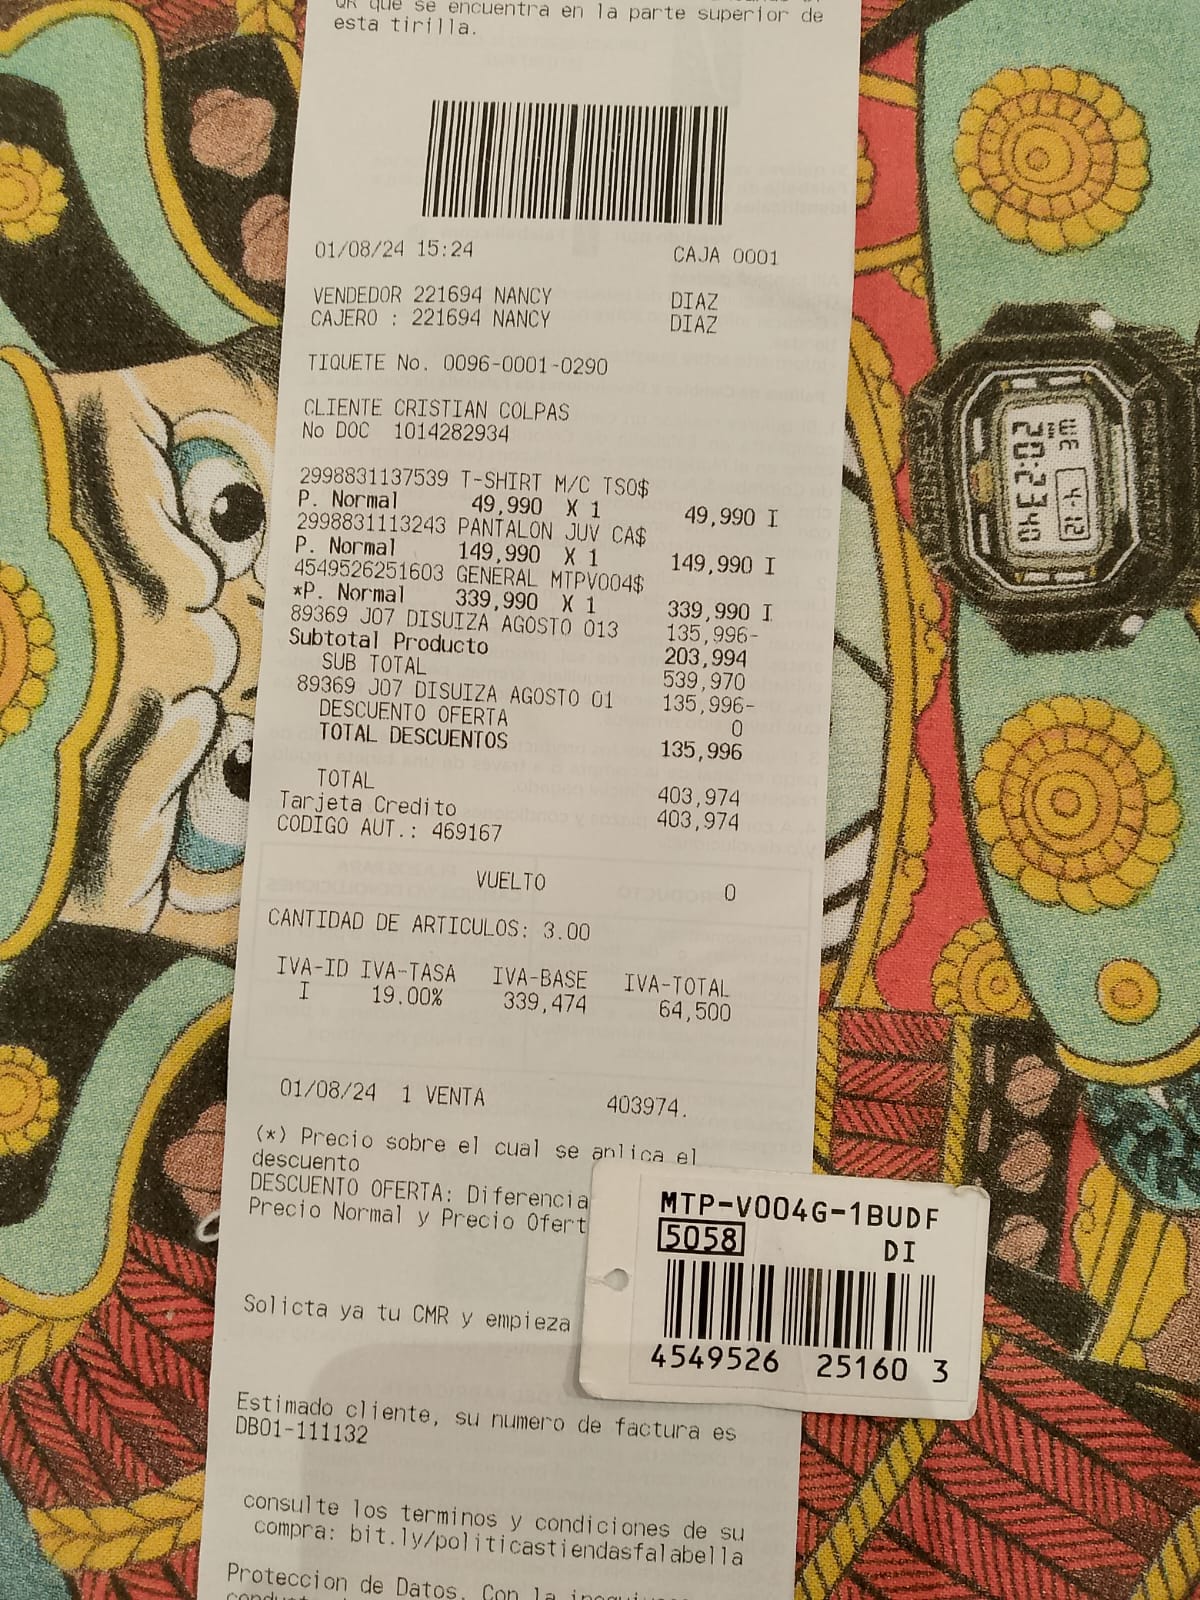 QR que se encuentra en la parte superior de
esta tirilla.
01/08/24 15:24 CAJA 0001
VENDEDOR 221694 NANCY DIAZ
CAJERO : 221694 NANCY DIAZ
TIQUETE No. 0096-0001-0290
CLIENTE CRISTIAN COLPAS
No DOC 1014282934
2998831137539 T-SHIRT M/C TSO$
P. Normal 49,990 X 1 49,990 I
2998831113243 PANTALON JUV CA$
P. Normal 149,990 X 1 149,990 I
4549526251603 GENERAL MTPV004$
*P. Normal 339,990 X 1 339,990 I
89369 J07 DISUIZA AGOSTO 013 135,996-
Subtotal Producto 203,994
SUB TOTAL 539,970
89369 J07 DISUIZA AGOSTO 01 135,996-
DESCUENTO OFERTA 0
TOTAL DESCUENTOS 135,996
TOTAL 403,974
Tarjeta Credito 403,974
CODIGO AUT.: 469167
VUELTO 0
CANTIDAD DE ARTICULOS: 3.00
IVA-ID IVA-TASA IVA-BASE IVA-TOTAL
I 19.00% 339,474 64,500
01/08/24 1 VENTA 403974.
(*) Precio sobre el cual se aplica el
descuento
DESCUENTO OFERTA: Diferencia
Precio Normal y Precio Ofert
MTP-V004G-1BUDF
5058 DI
4549526 25160 3
Solicta ya tu CMR y empieza
Estimado cliente, su numero de factura es
DB01-111132
consulte los terminos y condiciones de su
compra: bit.ly/politicastiendasfalabella
Proteccion de Datos. Con la
20:23:40
4-12